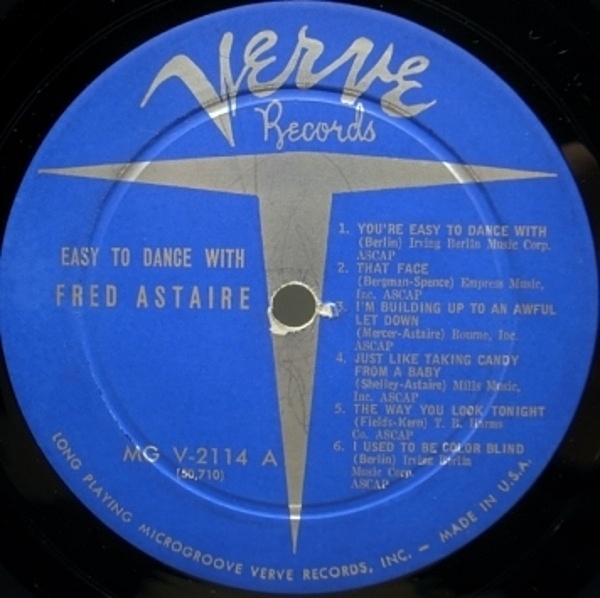 Verve
Records
EASY TO DANCE WITH
FRED ASTAIRE
1. YOU'RE EASY TO DANCE WITH
(Berlin) Irving Berlin Music Corp.
ASCAP
2. THAT FACE
(Bergman-Spence) Empress Music,
Inc. ASCAP
3. I'M BUILDING UP TO AN AWFUL
LET DOWN
(Mercer-Astaire) Bourne, Inc.
ASCAP
4. JUST LIKE TAKING CANDY
FROM A BABY
(Shelley-Astaire) Mills Music,
Inc. ASCAP
5. THE WAY YOU LOOK TONIGHT
(Fields-Kern) T. B. Harms
Co. ASCAP
6. I USED TO BE COLOR BLIND
(Berlin) Irving Berlin
Music Corp.
ASCAP
MG V-2114 A
(50,710)
LONG PLAYING MICROGROOVE VERVE RECORDS, INC. — MADE IN U.S.A.